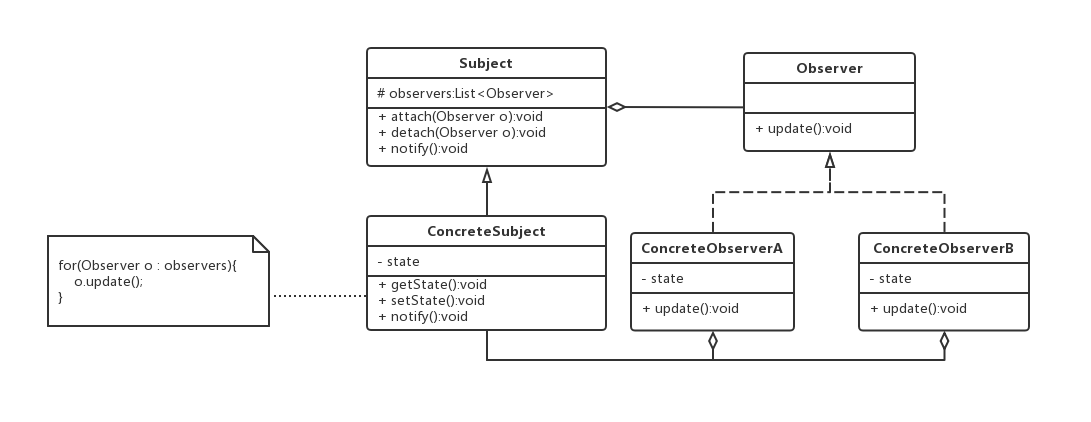 Subject
# observers:List<Observer>
+ attach(Observer o):void
+ detach(Observer o):void
+ notify():void
Observer
+ update():void
ConcreteSubject
- state
+ getState():void
+ setState():void
+ notify():void
for(Observer o : observers){
    o.update();
}
ConcreteObserverA
- state
+ update():void
ConcreteObserverB
- state
+ update():void